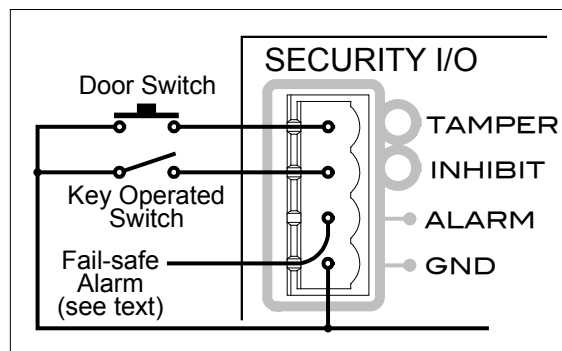 SECURITY I/O
Door Switch
TAMPER
INHIBIT
Key Operated
Switch
ALARM
Fail-safe
Alarm
(see text)
GND